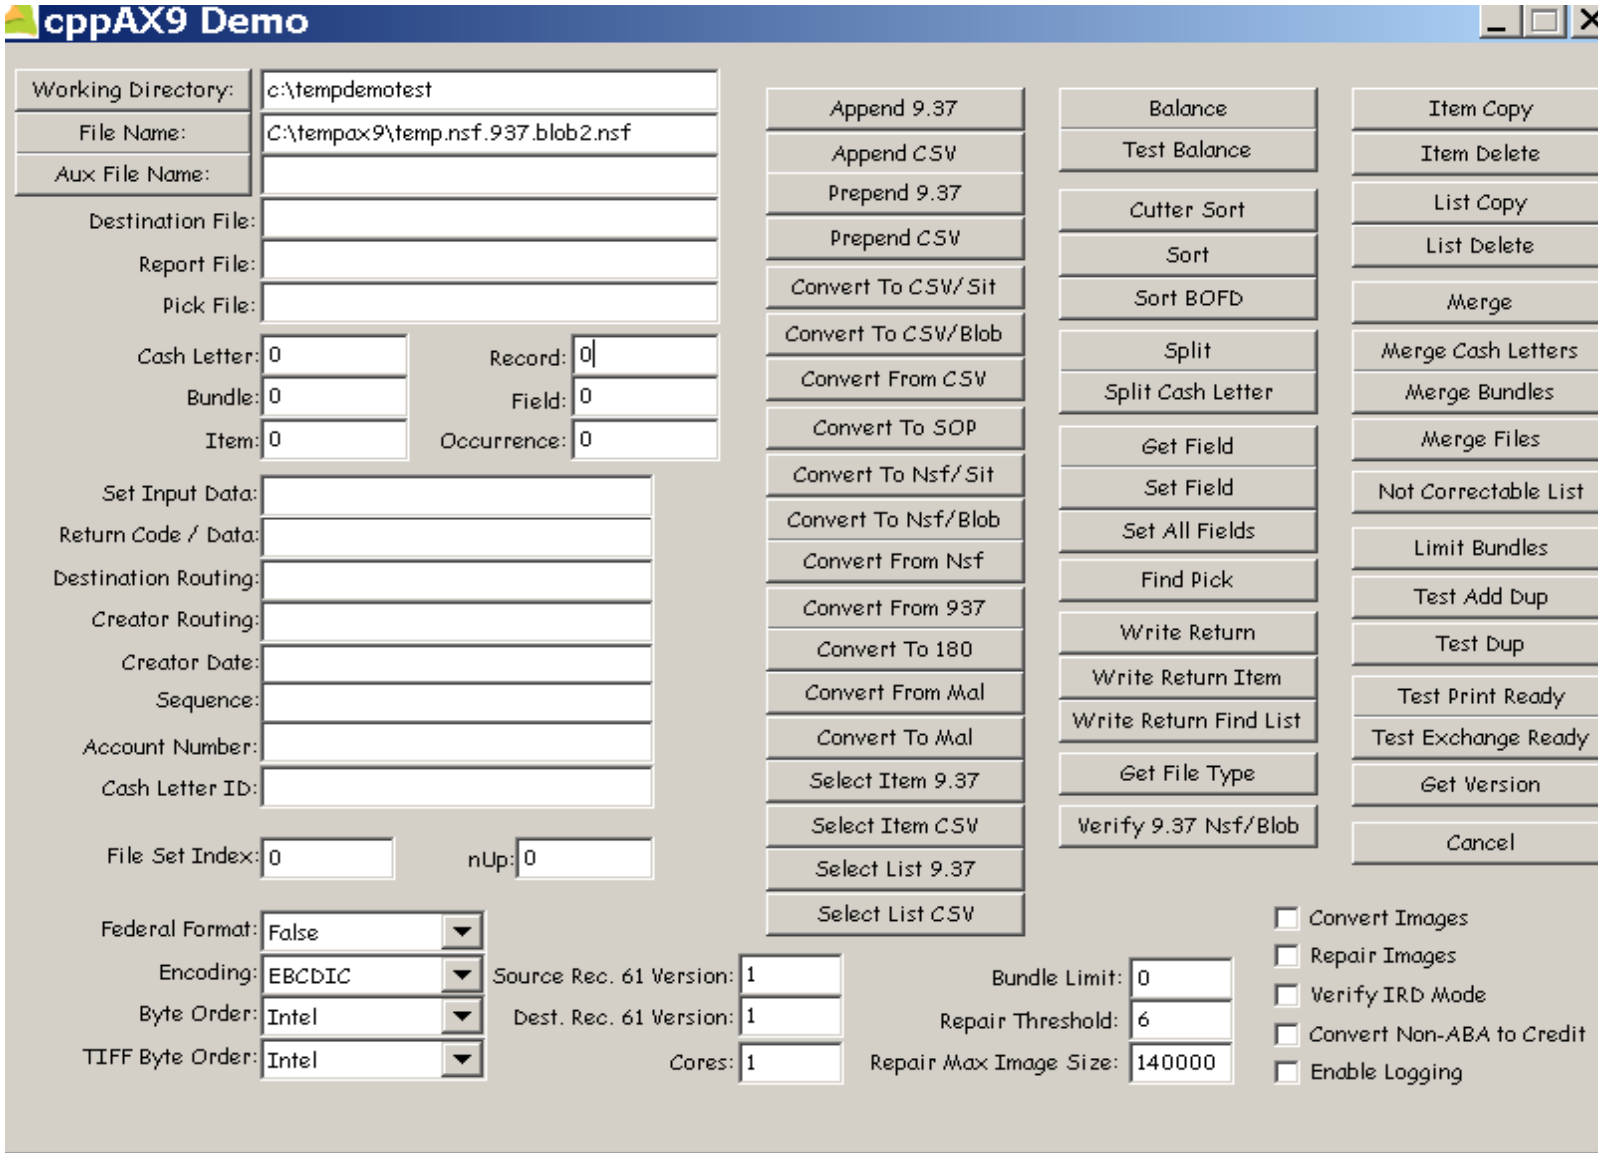 cppAX9 Demo
Working Directory: c:\tempdemotest
File Name: C:\tempax9\temp.nsf.937.blob2.nsf
Aux File Name:
Destination File:
Report File:
Pick File:
Cash Letter: 0 Record: 0
Bundle: 0 Field: 0
Item: 0 Occurrence: 0
Set Input Data:
Return Code / Data:
Destination Routing:
Creator Routing:
Creator Date:
Sequence:
Account Number:
Cash Letter ID:
File Set Index: 0 nUp: 0
Append 9.37
Append CSV
Prepend 9.37
Prepend CSV
Convert To CSV/Sit
Convert To CSV/Blob
Convert From CSV
Convert To SOP
Convert To Nsf/Sit
Convert To Nsf/Blob
Convert From Nsf
Convert From 937
Convert To 180
Convert From Mal
Convert To Mal
Select Item 9.37
Select Item CSV
Select List 9.37
Select List CSV
Balance
Test Balance
Cutter Sort
Sort
Sort BOFD
Split
Split Cash Letter
Get Field
Set Field
Set All Fields
Find Pick
Write Return
Write Return Item
Write Return Find List
Get File Type
Verify 9.37 Nsf/Blob
Item Copy
Item Delete
List Copy
List Delete
Merge
Merge Cash Letters
Merge Bundles
Merge Files
Not Correctable List
Limit Bundles
Test Add Dup
Test Dup
Test Print Ready
Test Exchange Ready
Get Version
Cancel
Federal Format: False
Encoding: EBCDIC
Byte Order: Intel
TIFF Byte Order: Intel
Source Rec. 61 Version: 1
Dest. Rec. 61 Version: 1
Cores: 1
Bundle Limit: 0
Repair Threshold: 6
Repair Max Image Size: 140000
Convert Images
Repair Images
Verify IRD Mode
Convert Non-ABA to Credit
Enable Logging